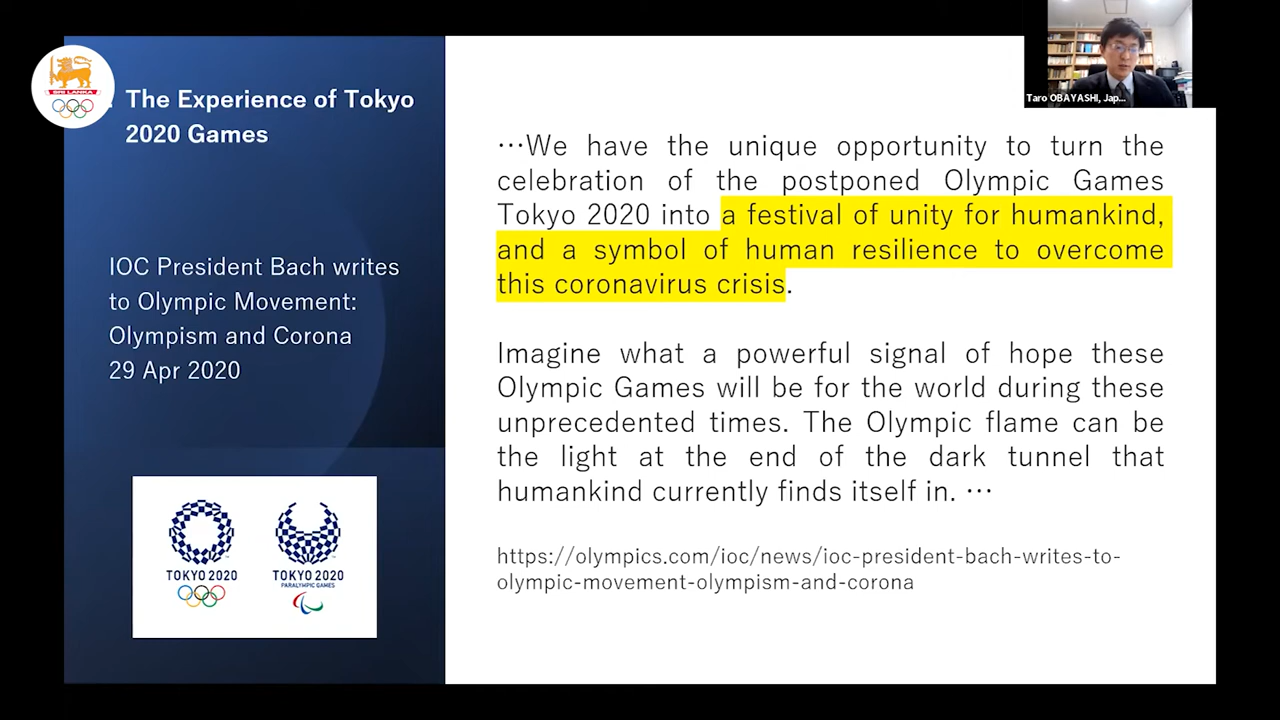 SRI LANKA
The Experience of Tokyo
2020 Games
IOC President Bach writes
to Olympic Movement:
Olympism and Corona
29 Apr 2020
TOKYO 2020
TOKYO 2020
PARALYMPIC GAMES
Taro OBAYASHI, Jap...
…We have the unique opportunity to turn the
celebration of the postponed Olympic Games
Tokyo 2020 into a festival of unity for humankind,
and a symbol of human resilience to overcome
this coronavirus crisis.
Imagine what a powerful signal of hope these
Olympic Games will be for the world during these
unprecedented times. The Olympic flame can be
the light at the end of the dark tunnel that
humankind currently finds itself in. …
https://olympics.com/ioc/news/ioc-president-bach-writes-to-
olympic-movement-olympism-and-corona